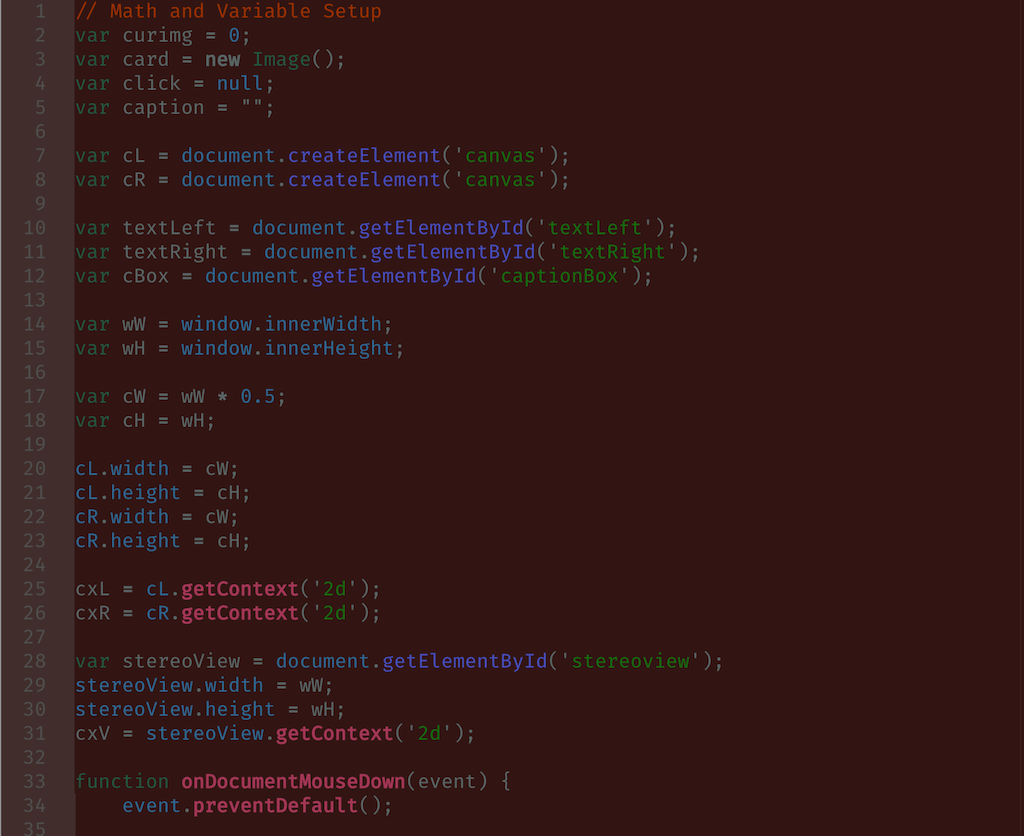 1 // Math and Variable Setup
2 var curimg = 0;
3 var card = new Image();
4 var click = null;
5 var caption = "";
6
7 var cL = document.createElement('canvas');
8 var cR = document.createElement('canvas');
9
10 var textLeft = document.getElementById('textLeft');
11 var textRight = document.getElementById('textRight');
12 var cBox = document.getElementById('captionBox');
13
14 var wW = window.innerWidth;
15 var wH = window.innerHeight;
16
17 var cW = wW * 0.5;
18 var cH = wH;
19
20 cL.width = cW;
21 cL.height = cH;
22 cR.width = cW;
23 cR.height = cH;
24
25 cxL = cL.getContext('2d');
26 cxR = cR.getContext('2d');
27
28 var stereoView = document.getElementById('stereoview');
29 stereoView.width = wW;
30 stereoView.height = wH;
31 cxV = stereoView.getContext('2d');
32
33 function onDocumentMouseDown(event) {
34     event.preventDefault();
35